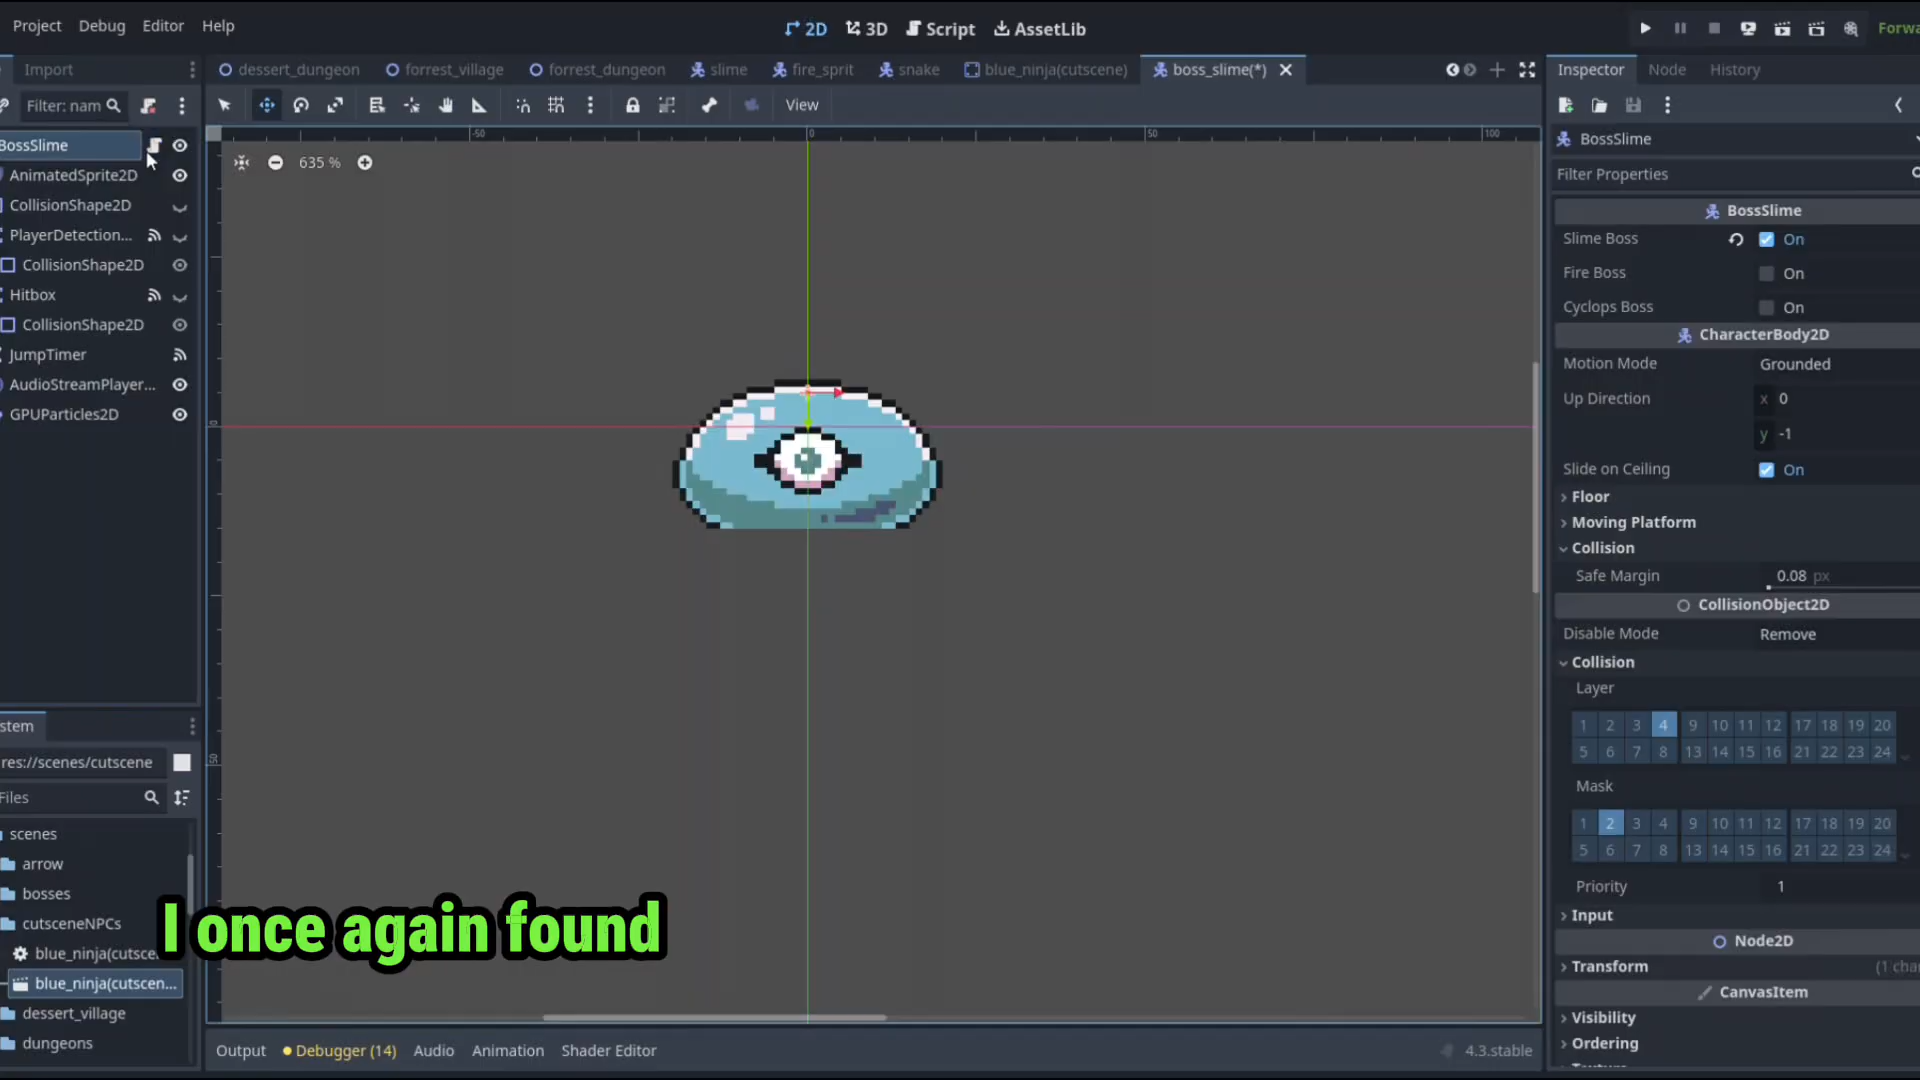 Project Debug Editor Help
2D 3D Script AssetLib
Forwa
Import
dessert_dungeon forrest_village forrest_dungeon slime fire_sprit snake blue_ninja(cutscene) boss_slime(*)
Inspector Node History
Filter: nam
View
BossSlime
AnimatedSprite2D
CollisionShape2D
PlayerDetection...
CollisionShape2D
Hitbox
CollisionShape2D
JumpTimer
AudioStreamPlayer...
GPUParticles2D
-50 0 50 100
635 %
0
50
BossSlime
Filter Properties
BossSlime
Slime Boss On
Fire Boss On
Cyclops Boss On
CharacterBody2D
Motion Mode Grounded
Up Direction x 0
y -1
Slide on Ceiling On
Floor
Moving Platform
Collision
Safe Margin 0.08 px
CollisionObject2D
Disable Mode Remove
Collision
Layer
1 2 3 4 9 10 11 12 17 18 19 20
5 6 7 8 13 14 15 16 21 22 23 24
Mask
1 2 3 4 9 10 11 12 17 18 19 20
5 6 7 8 13 14 15 16 21 22 23 24
Priority 1
Input
Node2D
Transform (1 chan
CanvasItem
Visibility
Ordering
stem
res://scenes/cutscene
Files
scenes
arrow
bosses
cutsceneNPCs
blue_ninja(cutsce
blue_ninja(cutscen...
dessert_village
dungeons
I once again found
Output Debugger (14) Audio Animation Shader Editor
4.3.stable